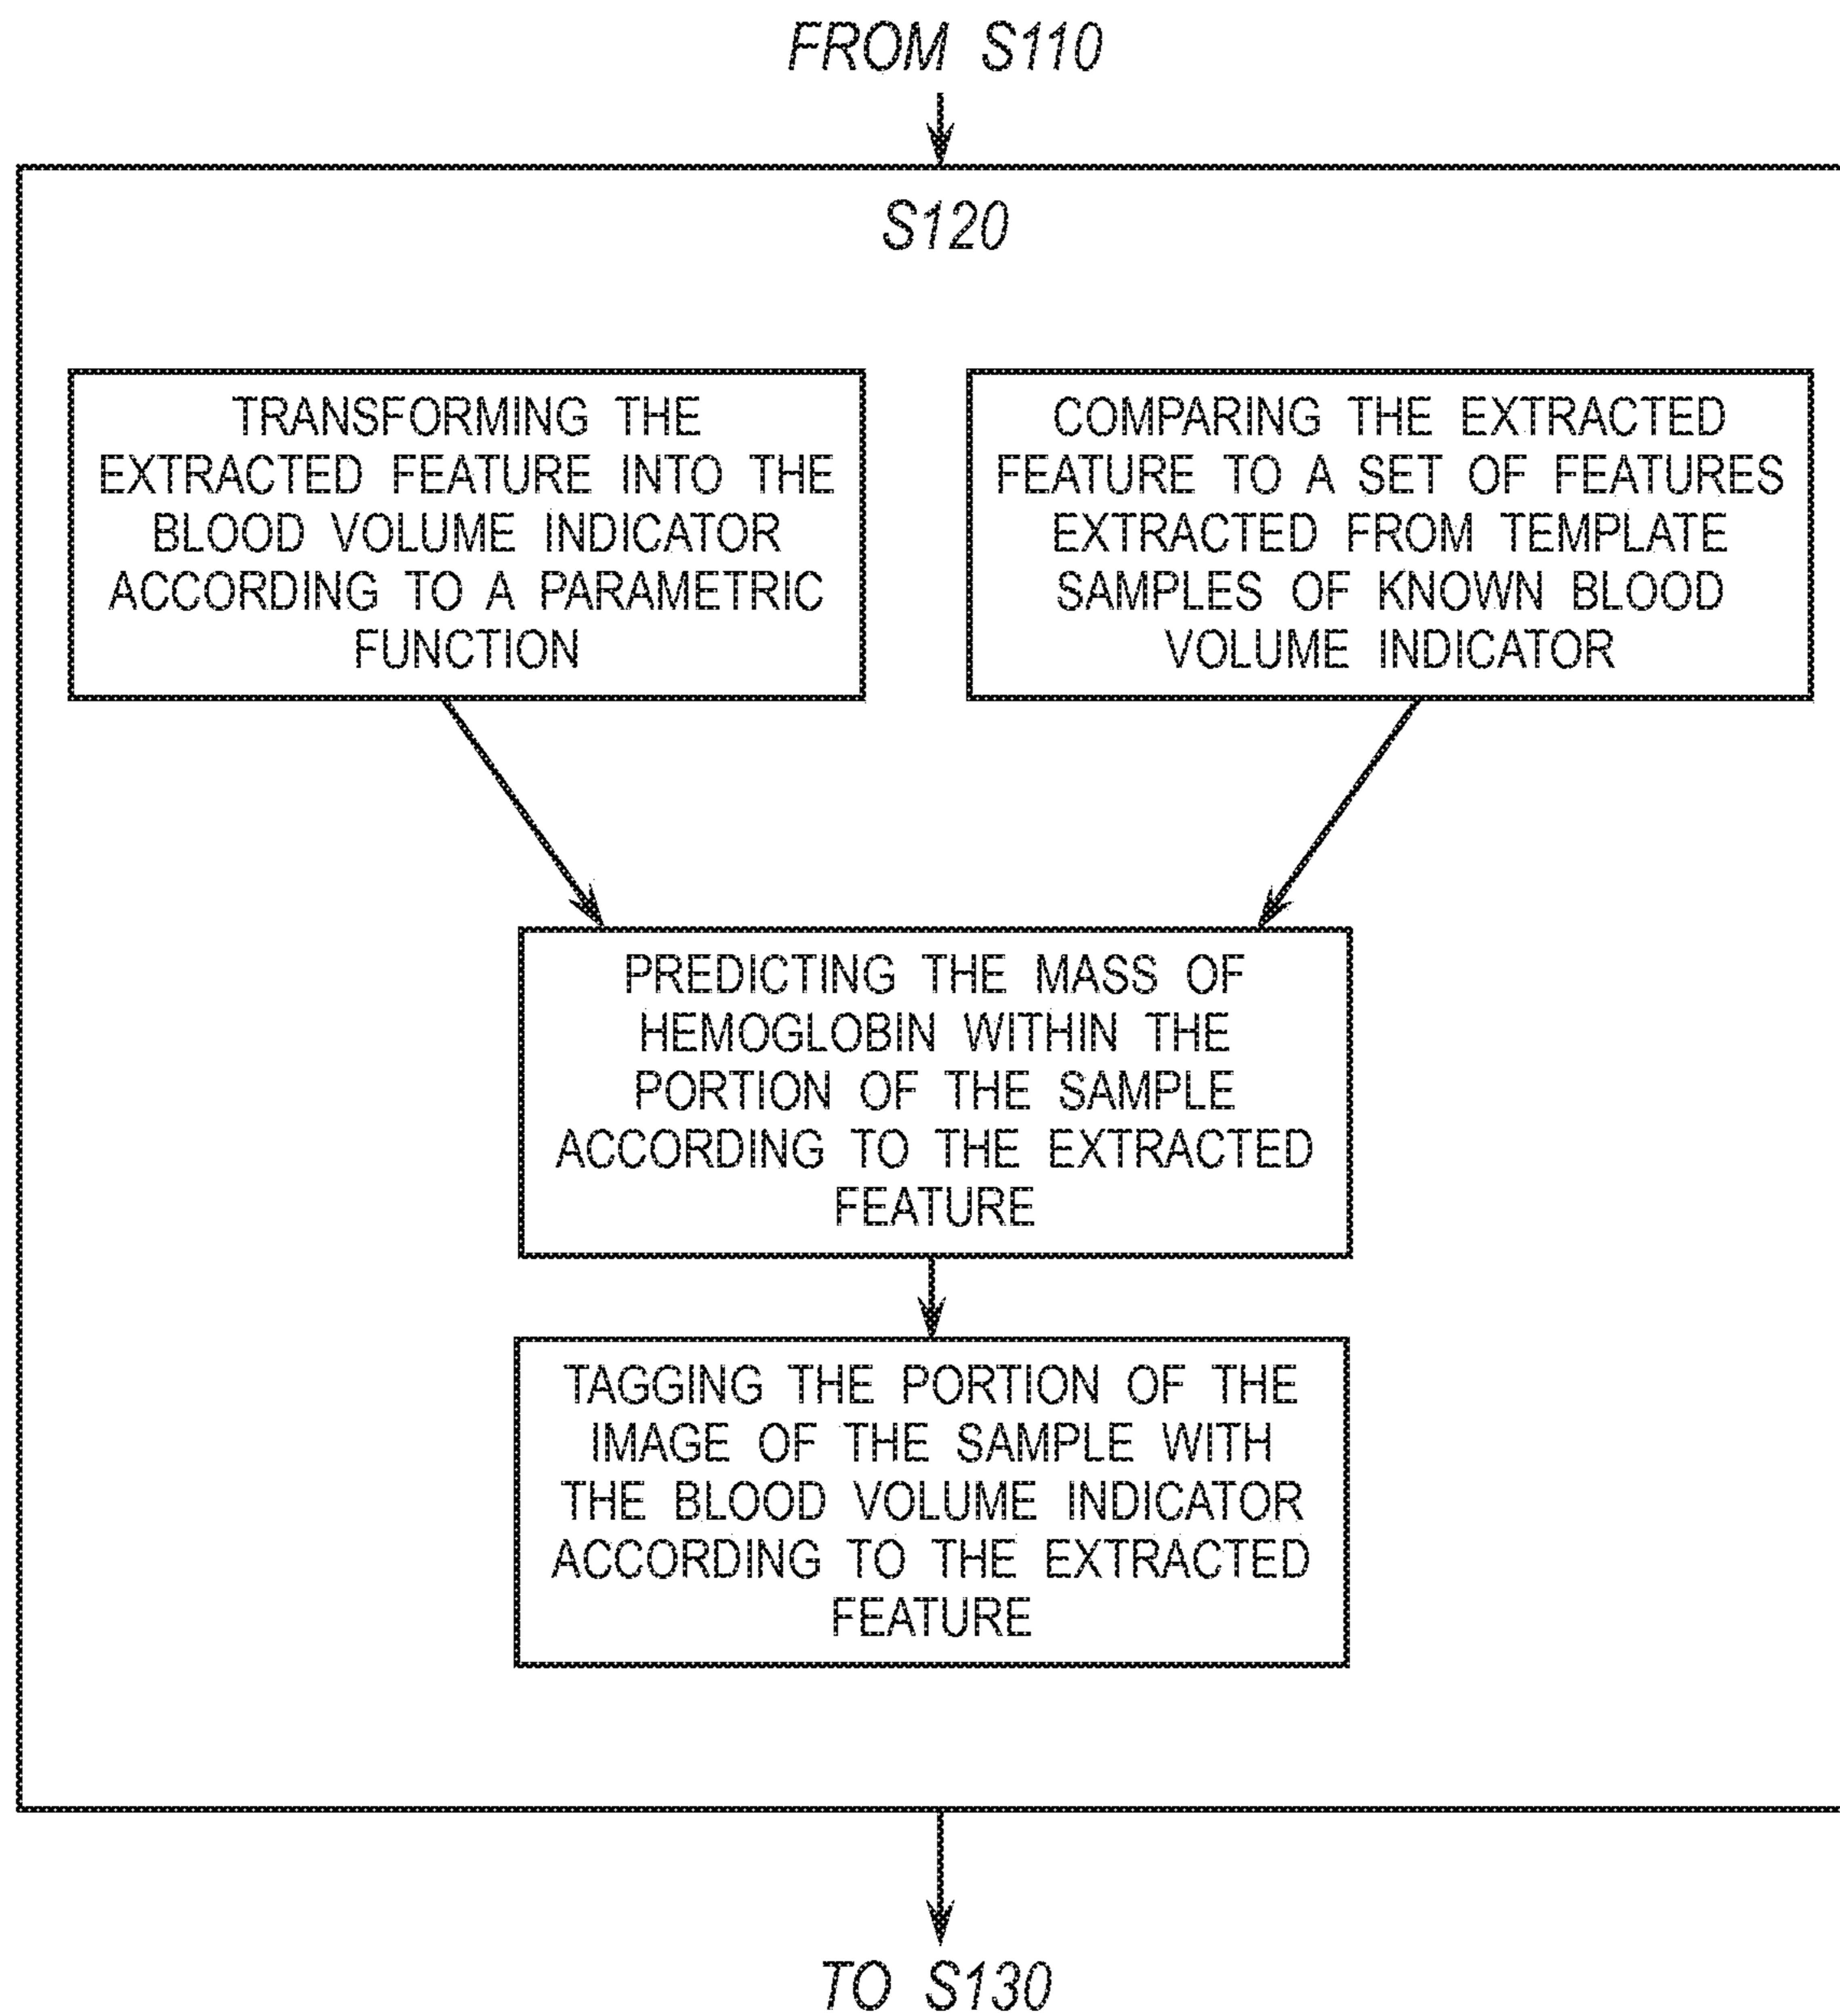 FROM S110
S120
TRANSFORMING THE
EXTRACTED FEATURE INTO THE
BLOOD VOLUME INDICATOR
ACCORDING TO A PARAMETRIC
FUNCTION
COMPARING THE EXTRACTED
FEATURE TO A SET OF FEATURES
EXTRACTED FROM TEMPLATE
SAMPLES OF KNOWN BLOOD
VOLUME INDICATOR
PREDICTING THE MASS OF
HEMOGLOBIN WITHIN THE
PORTION OF THE SAMPLE
ACCORDING TO THE EXTRACTED
FEATURE
TAGGING THE PORTION OF THE
IMAGE OF THE SAMPLE WITH
THE BLOOD VOLUME INDICATOR
ACCORDING TO THE EXTRACTED
FEATURE
TO S130